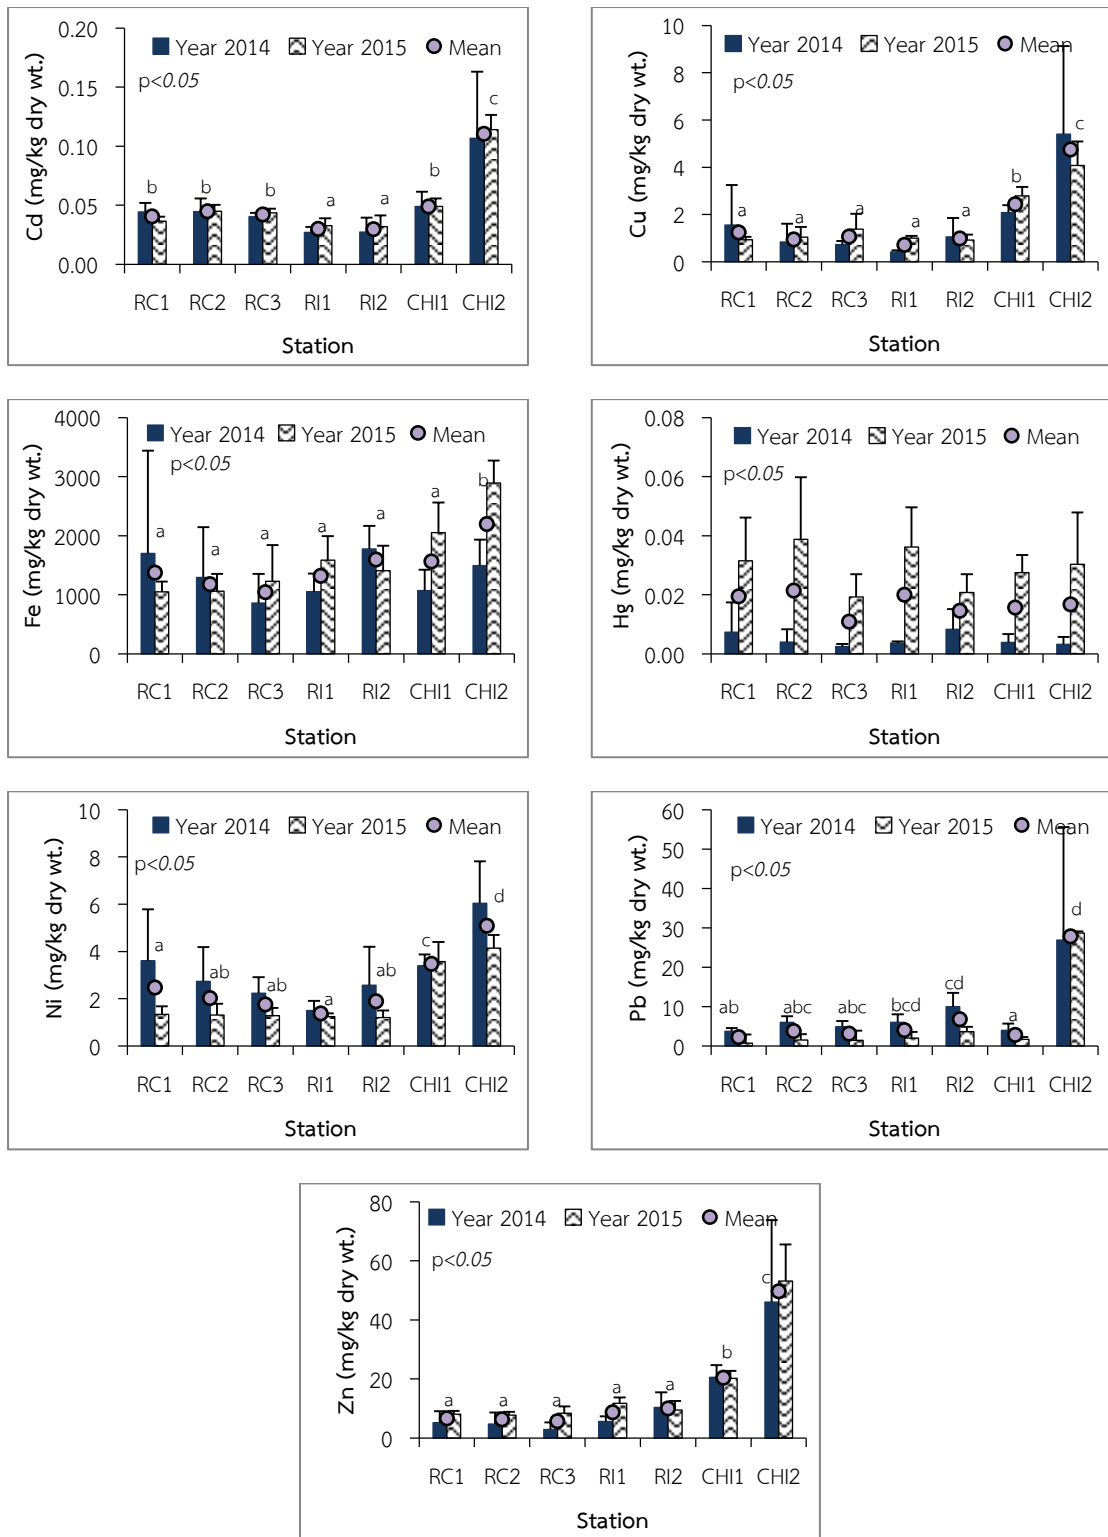 0.20
0.15
0.10
0.05
0.00
Cd (mg/kg dry wt.)
Year 2014 Year 2015 Mean
p<0.05
b b b a a b c
RC1 RC2 RC3 RI1 RI2 CHI1 CHI2
Station
10
8
6
4
2
0
Cu (mg/kg dry wt.)
Year 2014 Year 2015 Mean
p<0.05
a a a a a b c
RC1 RC2 RC3 RI1 RI2 CHI1 CHI2
Station
4000
3000
2000
1000
0
Fe (mg/kg dry wt.)
Year 2014 Year 2015 Mean
p<0.05
a a a a a a b
RC1 RC2 RC3 RI1 RI2 CHI1 CHI2
Station
0.08
0.06
0.04
0.02
0.00
Hg (mg/kg dry wt.)
Year 2014 Year 2015 Mean
p<0.05
RC1 RC2 RC3 RI1 RI2 CHI1 CHI2
Station
10
8
6
4
2
0
Ni (mg/kg dry wt.)
Year 2014 Year 2015 Mean
p<0.05
a ab ab a ab c d
RC1 RC2 RC3 RI1 RI2 CHI1 CHI2
Station
60
50
40
30
20
10
0
Pb (mg/kg dry wt.)
Year 2014 Year 2015 Mean
p<0.05
ab abc abc bcd cd a d
RC1 RC2 RC3 RI1 RI2 CHI1 CHI2
Station
80
60
40
20
0
Zn (mg/kg dry wt.)
Year 2014 Year 2015 Mean
p<0.05
a a a a a b c
RC1 RC2 RC3 RI1 RI2 CHI1 CHI2
Station